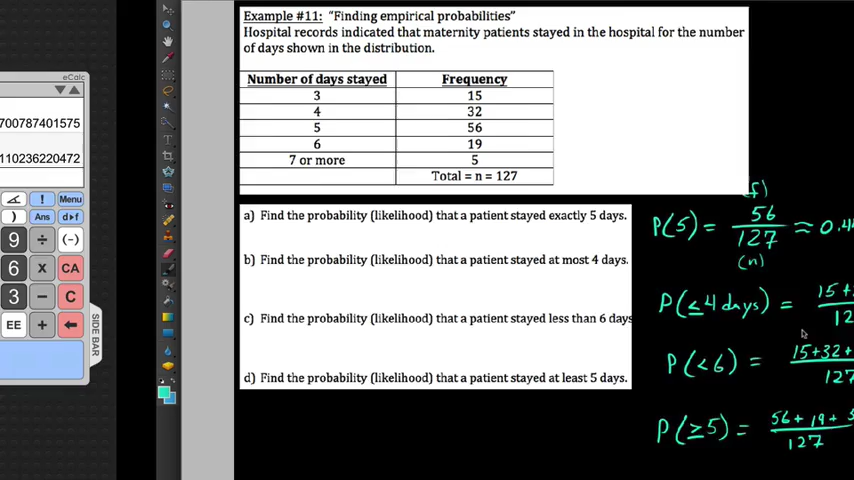 eCalc
700787401575
110236220472
! Menu
) Ans d▸f
9 ÷ (-)
6 x CA
3 − C
EE +
SIDE BAR
Example #11: "Finding empirical probabilities"
Hospital records indicated that maternity patients stayed in the hospital for the number
of days shown in the distribution.
Number of days stayed Frequency
3 15
4 32
5 56
6 19
7 or more 5
Total = n = 127
a) Find the probability (likelihood) that a patient stayed exactly 5 days.
b) Find the probability (likelihood) that a patient stayed at most 4 days.
c) Find the probability (likelihood) that a patient stayed less than 6 days
d) Find the probability (likelihood) that a patient stayed at least 5 days.
(f)
P(5) = 56/127 ≈ 0.44
(n)
P(≤4 days) = 15+
12
P(<6) = 15+32+
127
P(≥5) = 56+19+5
127